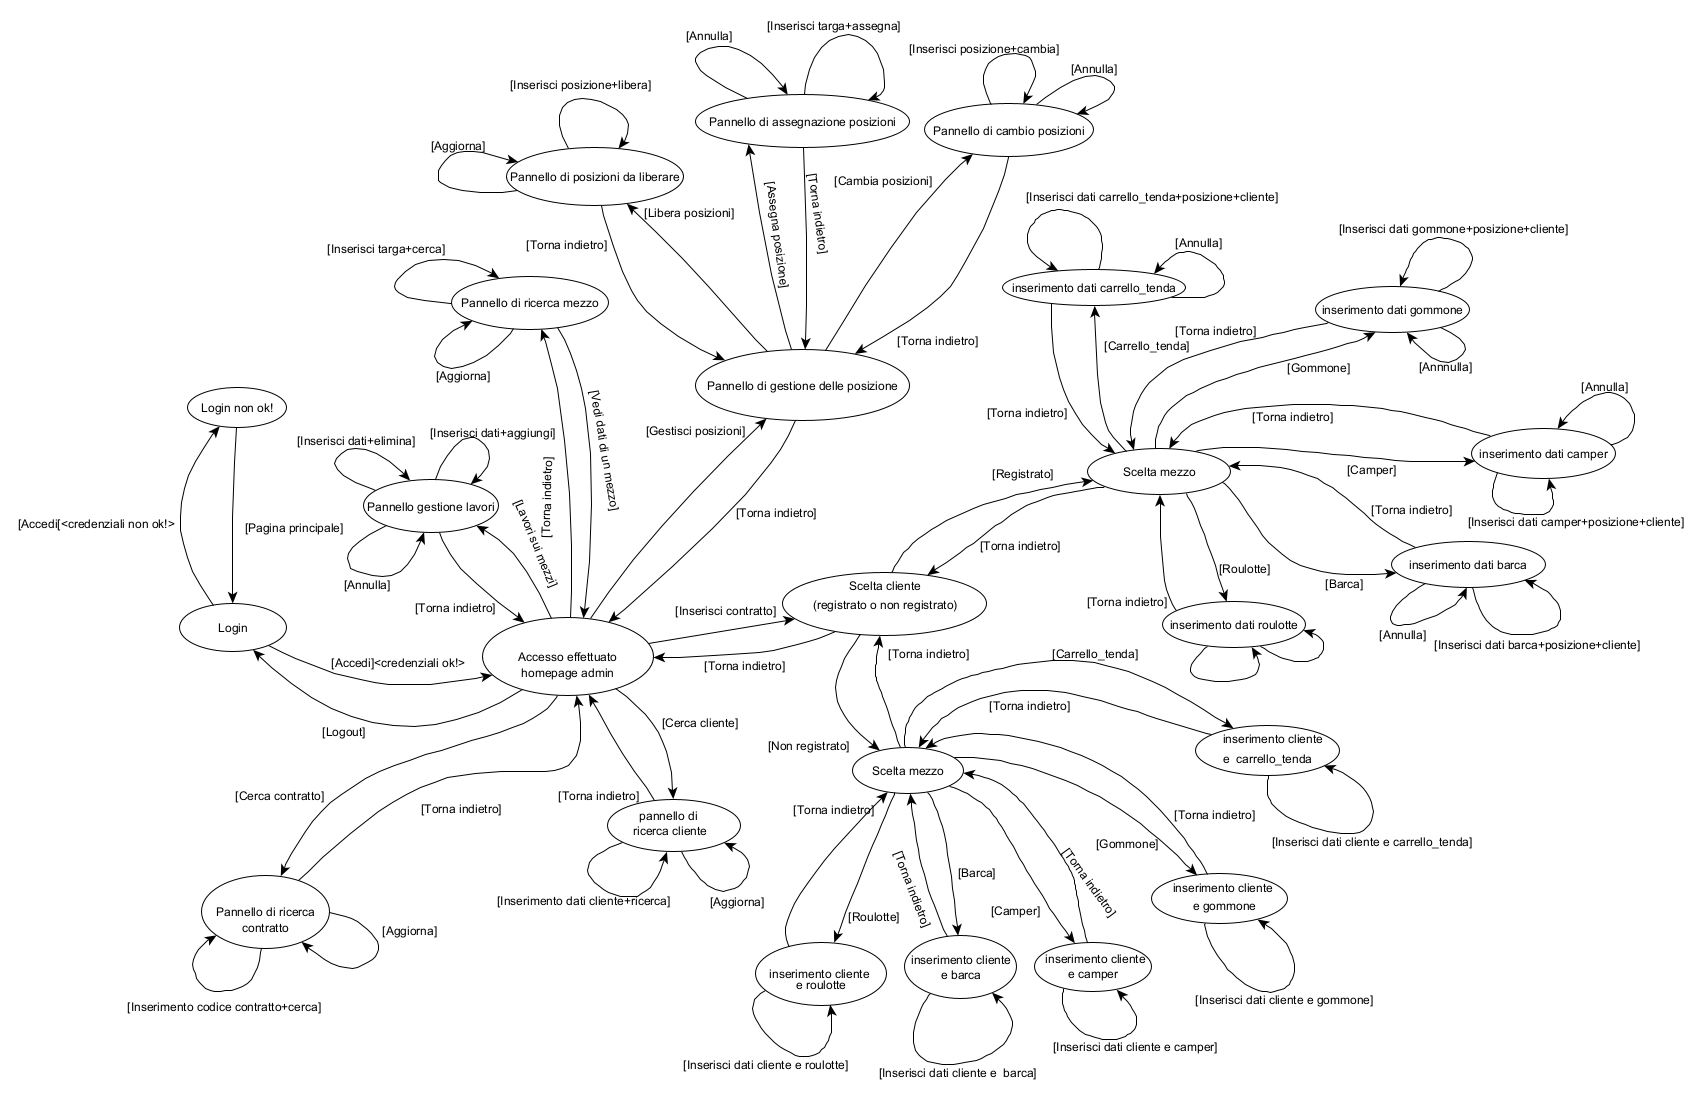 [Inserisci targa+assegna]
[Annulla]
[Inserisci posizione+cambia]
[Annulla]
[Inserisci posizione+libera]
Pannello di assegnazione posizioni
Pannello di cambio posizioni
[Aggiorna]
Pannello di posizioni da liberare
[Assegna posizione]
[Torna indietro]
[Cambia posizioni]
[Libera posizioni]
[Torna indietro]
[Inserisci dati carrello_tenda+posizione+cliente]
[Annulla]
[Inserisci dati gommone+posizione+cliente]
[Inserisci targa+cerca]
inserimento dati carrello_tenda
Pannello di ricerca mezzo
inserimento dati gommone
[Torna indietro]
[Torna indietro]
[Carrello_tenda]
[Gommone]
[Annnulla]
[Aggiorna]
Pannello di gestione delle posizione
[Annulla]
Login non ok!
[Vedi dati di un mezzo]
[Torna indietro]
[Torna indietro]
[Gestisci posizioni]
[Inserisci dati+elimina]
[Inserisci dati+aggiungi]
inserimento dati camper
[Registrato]
Scelta mezzo
[Camper]
[Torna indietro]
[Lavori sui mezzi]
Pannello gestione lavori
[Torna indietro]
[Torna indietro]
[Inserisci dati camper+posizione+cliente]
[Accedi[<credenziali non ok!>
[Pagina principale]
[Torna indietro]
inserimento dati barca
[Roulotte]
[Barca]
[Annulla]
Scelta cliente
(registrato o non registrato)
[Torna indietro]
[Torna indietro]
[Inserisci contratto]
Login
inserimento dati roulotte
[Annulla]
[Inserisci dati barca+posizione+cliente]
Accesso effettuato
homepage admin
[Accedi]<credenziali ok!>
[Torna indietro]
[Torna indietro]
[Carrello_tenda]
[Torna indietro]
[Logout]
[Cerca cliente]
[Non registrato]
inserimento cliente
e  carrello_tenda
Scelta mezzo
[Cerca contratto]
[Torna indietro]
[Torna indietro]
[Torna indietro]
pannello di
ricerca cliente
[Torna indietro]
[Gommone]
[Inserisci dati cliente e carrello_tenda]
[Torna indietro]
[Torna indietro]
[Barca]
inserimento cliente
e gommone
[Inserimento dati cliente+ricerca]
[Aggiorna]
[Roulotte]
[Camper]
Pannello di ricerca
contratto
[Aggiorna]
inserimento cliente
e roulotte
inserimento cliente
e barca
inserimento cliente
e camper
[Inserimento codice contratto+cerca]
[Inserisci dati cliente e gommone]
[Inserisci dati cliente e camper]
[Inserisci dati cliente e roulotte]
[Inserisci dati cliente e  barca]